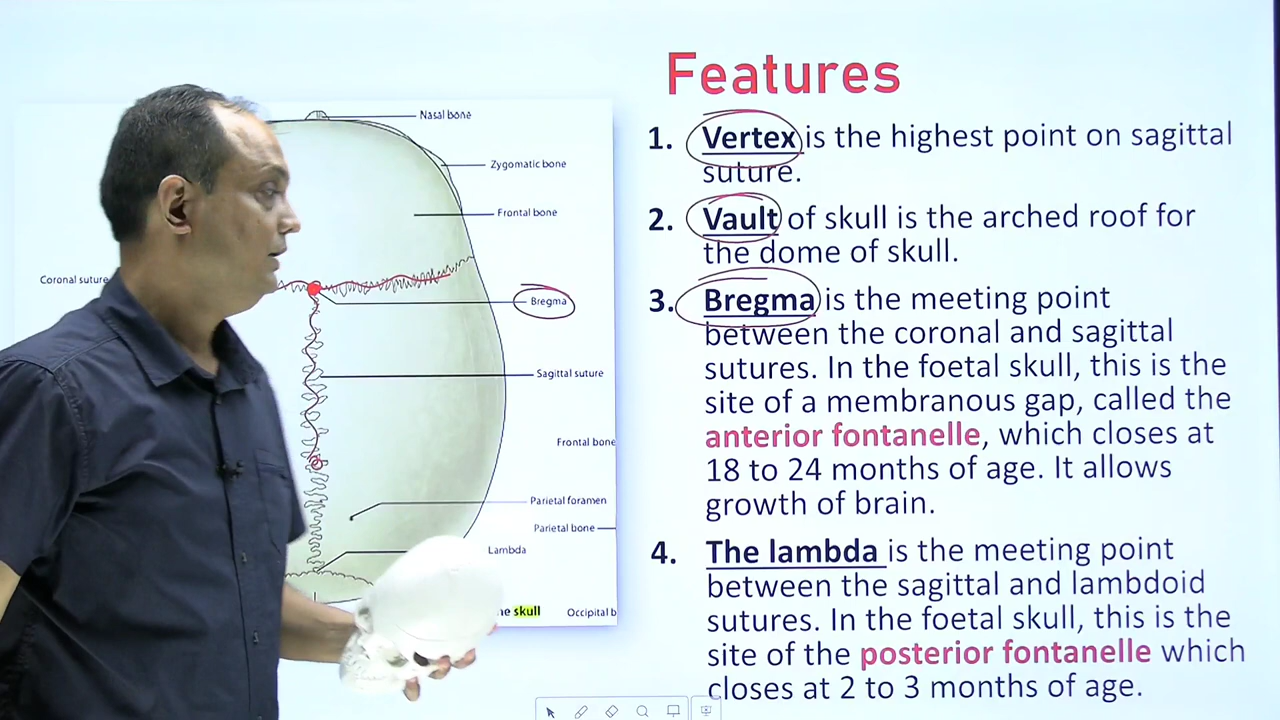 Features
1. Vertex is the highest point on sagittal
suture.
2. Vault of skull is the arched roof for
the dome of skull.
3. Bregma is the meeting point
between the coronal and sagittal
sutures. In the foetal skull, this is the
site of a membranous gap, called the
anterior fontanelle, which closes at
18 to 24 months of age. It allows
growth of brain.
4. The lambda is the meeting point
between the sagittal and lambdoid
sutures. In the foetal skull, this is the
site of the posterior fontanelle which
closes at 2 to 3 months of age.
Nasal bone
Zygomatic bone
Frontal bone
Coronal suture
Bregma
Sagittal suture
Frontal bone
Parietal foramen
Parietal bone
Lambda
skull
Occipital b